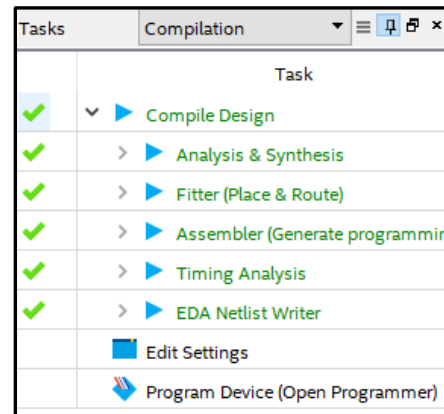 Tasks Compilation
Task
Compile Design
Analysis & Synthesis
Fitter (Place & Route)
Assembler (Generate programmin
Timing Analysis
EDA Netlist Writer
Edit Settings
Program Device (Open Programmer)